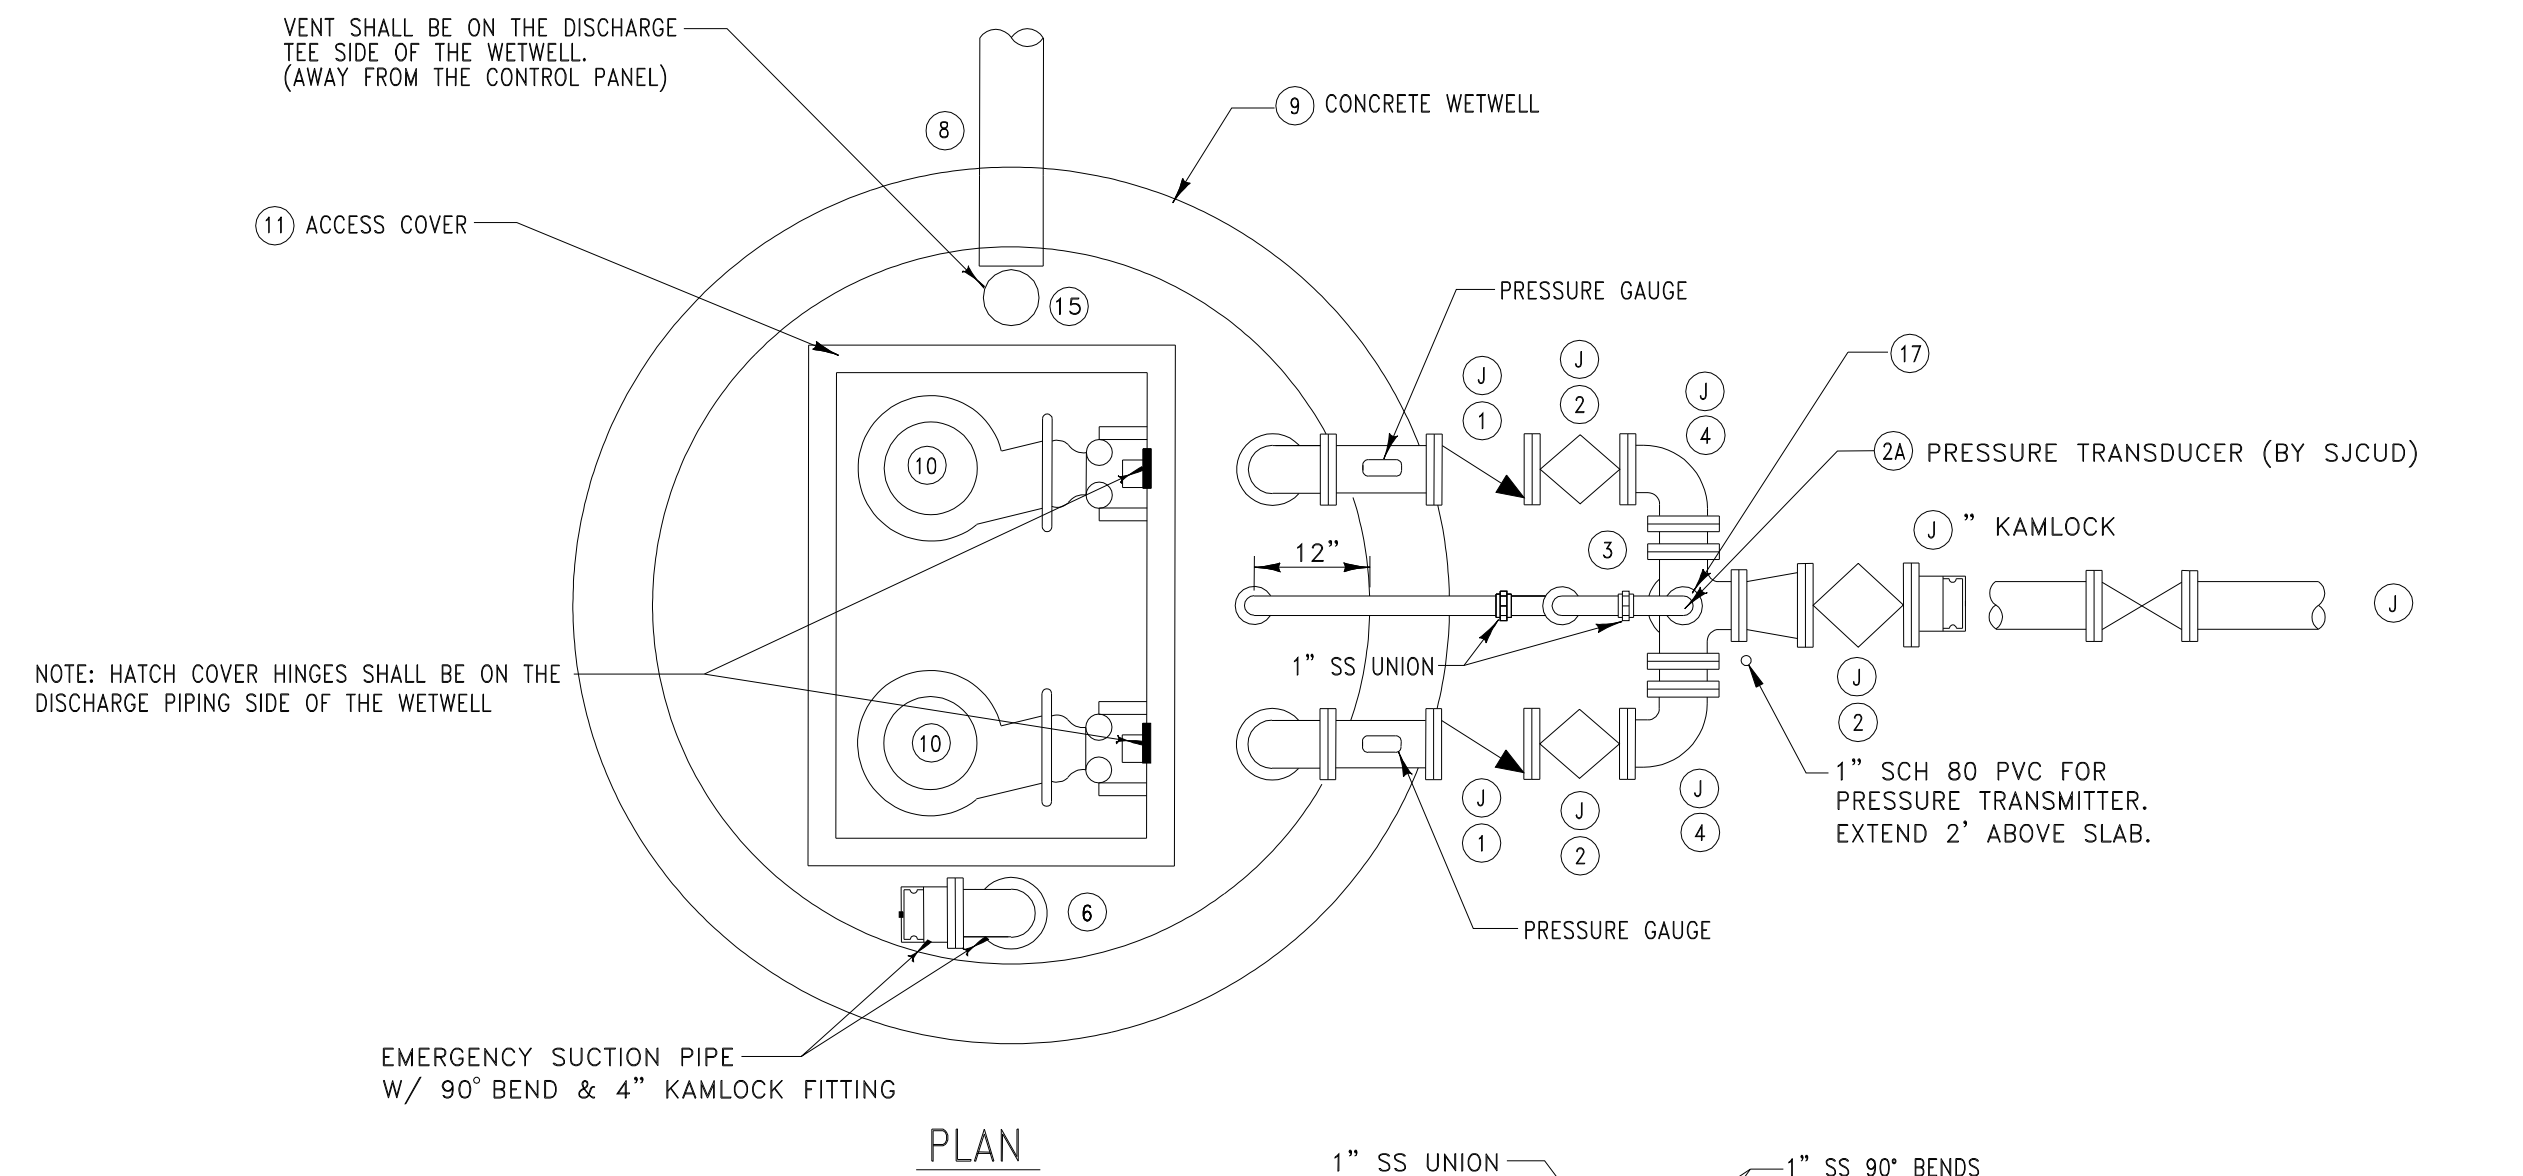 VENT SHALL BE ON THE DISCHARGE
TEE SIDE OF THE WETWELL.
(AWAY FROM THE CONTROL PANEL)
8
9 CONCRETE WETWELL
11 ACCESS COVER
15
PRESSURE GAUGE
J
1
J
2
J
4
17
2A PRESSURE TRANSDUCER (BY SJCUD)
10
J ” KAMLOCK
3
12”
J
1” SS UNION
NOTE: HATCH COVER HINGES SHALL BE ON THE
DISCHARGE PIPING SIDE OF THE WETWELL
10
J
2
1” SCH 80 PVC FOR
PRESSURE TRANSMITTER.
EXTEND 2’ ABOVE SLAB.
J
1
J
2
J
4
6
PRESSURE GAUGE
EMERGENCY SUCTION PIPE
W/ 90° BEND & 4” KAMLOCK FITTING
PLAN
1” SS UNION
1” SS 90° BENDS